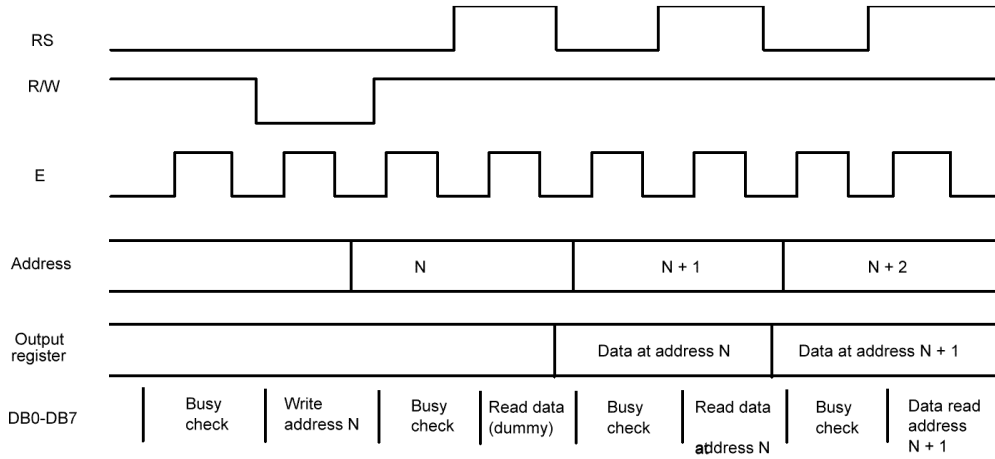 RS
R/W
E
Address
N
N + 1
N + 2
Output
register
Data at address N
Data at address N + 1
DB0-DB7
Busy
check
Write
address N
Busy
check
Read data
(dummy)
Busy
check
Read data
at address N
Busy
check
Data read
address
N + 1